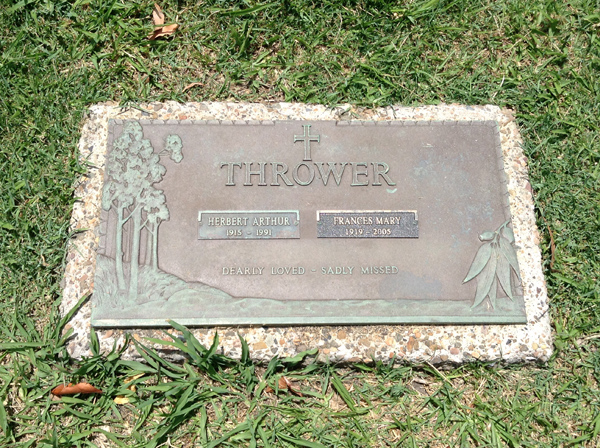 THROWER
HERBERT ARTHUR
1915 - 1991
FRANCES MARY
1919 - 2005
DEARLY LOVED - SADLY MISSED